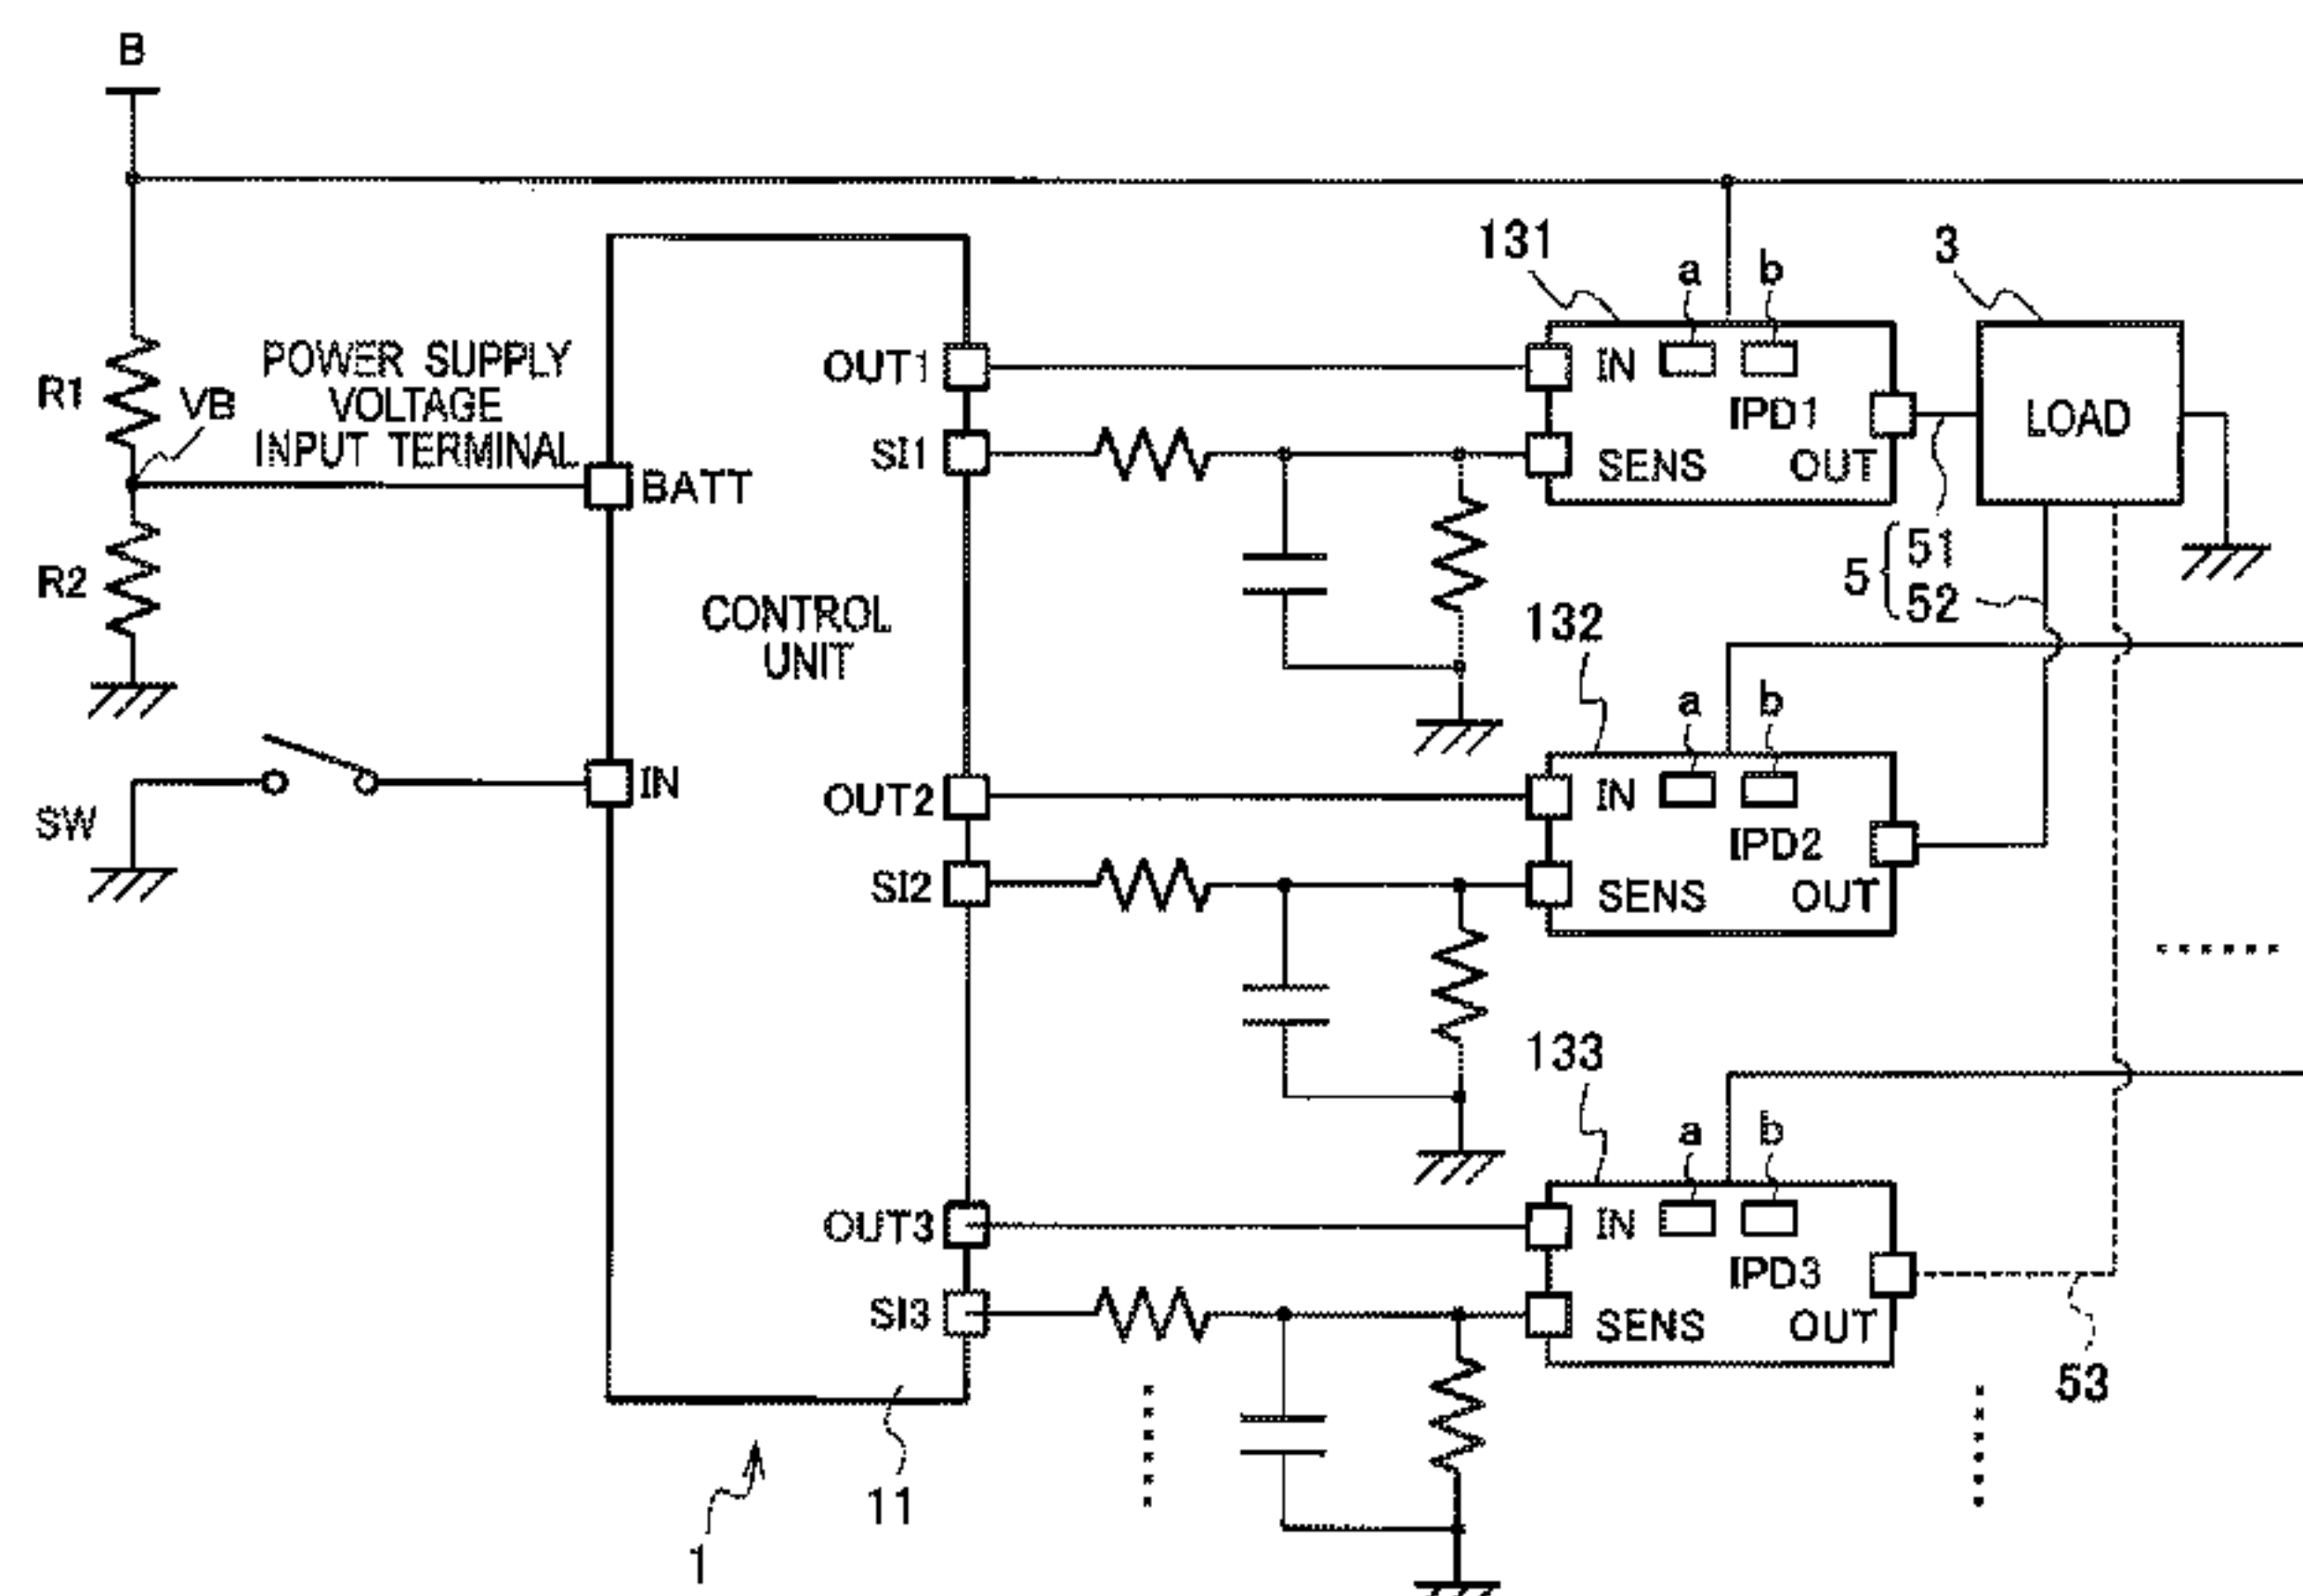 B
131
a
b
3
R1
VB
POWER SUPPLY
VOLTAGE
INPUT TERMINAL
OUT1
IN
IPD1
LOAD
SI1
SENS
OUT
BATT
51
5
52
R2
CONTROL
UNIT
132
a
b
IN
SW
OUT2
IN
IPD2
SI2
SENS
OUT
133
a
b
OUT3
IN
IPD3
SI3
SENS
OUT
53
11
1